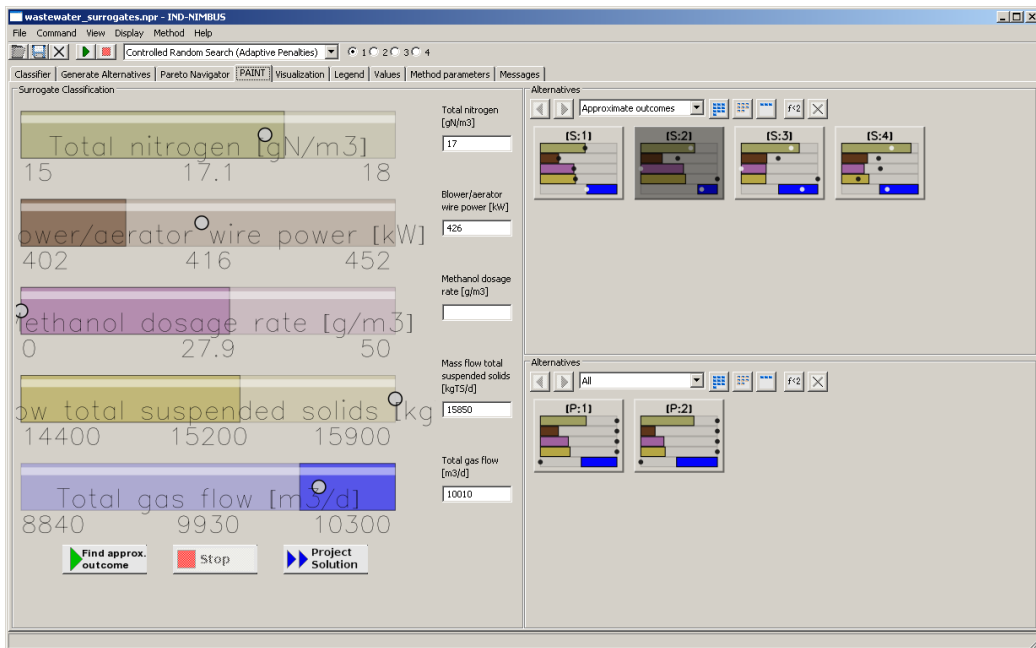 wastewater_surrogates.npr - IND-NIMBUS
File Command View Display Method Help
Controlled Random Search (Adaptive Penalties) 1 2 3 4
Classifier Generate Alternatives Pareto Navigator PAINT Visualization Legend Values Method parameters Messages
Surrogate Classification
Total nitrogen [gN/m3]
15 17.1 18
ower/aerator wire power [kW]
402 416 452
ethanol dosage rate [g/m3]
0 27.9 50
ow total suspended solids [kg
14400 15200 15900
Total gas flow [m3/d]
8840 9930 10300
Find approx.
outcome
Stop
Project
Solution
Total nitrogen
[gN/m3]
17
Blower/aerator
wire power [kW]
426
Methanol dosage
rate [g/m3]
Mass flow total
suspended solids
[kgTS/d]
15850
Total gas flow
[m3/d]
10010
Alternatives
Approximate outcomes f<2
(S:1) (S:2) (S:3) (S:4)
Alternatives
All f<2
(P:1) (P:2)